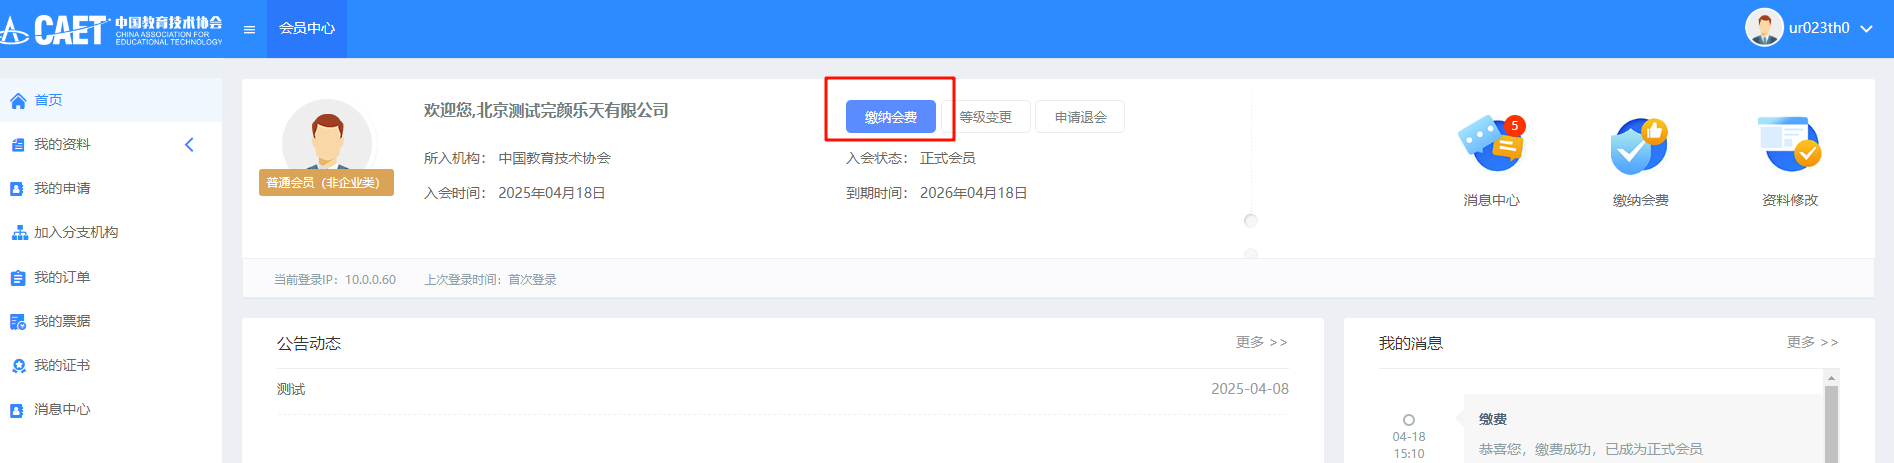 CAET 中国教育技术协会
CHINA ASSOCIATION FOR
EDUCATIONAL TECHNOLOGY
会员中心
ur023th0
首页
我的资料
我的申请
加入分支机构
我的订单
我的票据
我的证书
消息中心
欢迎您,北京测试完颜乐天有限公司
缴纳会费
等级变更
申请退会
普通会员（非企业类）
所入机构： 中国教育技术协会
入会状态： 正式会员
入会时间： 2025年04月18日
到期时间： 2026年04月18日
5
消息中心
缴纳会费
资料修改
当前登录IP：10.0.0.60
上次登录时间：首次登录
公告动态
更多 >>
测试
2025-04-08
我的消息
更多 >>
04-18
15:10
缴费
恭喜您，缴费成功，已成为正式会员